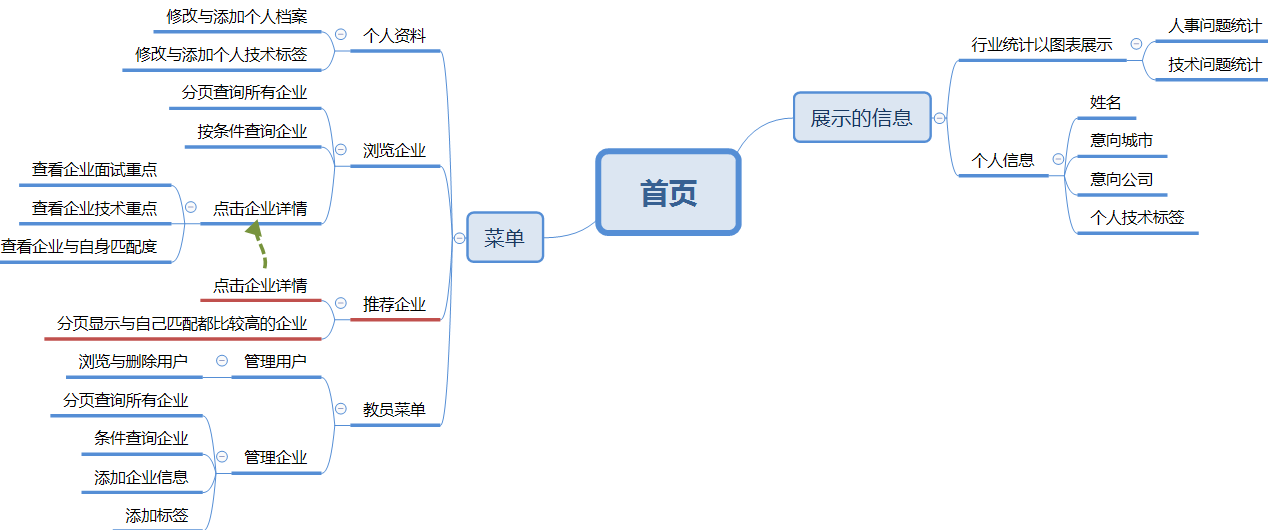 首页
展示的信息
行业统计以图表展示
人事问题统计
技术问题统计
个人信息
姓名
意向城市
意向公司
个人技术标签
菜单
个人资料
修改与添加个人档案
修改与添加个人技术标签
浏览企业
分页查询所有企业
按条件查询企业
点击企业详情
查看企业面试重点
查看企业技术重点
查看企业与自身匹配度
推荐企业
点击企业详情
分页显示与自己匹配都比较高的企业
教员菜单
管理用户
浏览与删除用户
管理企业
分页查询所有企业
条件查询企业
添加企业信息
添加标签